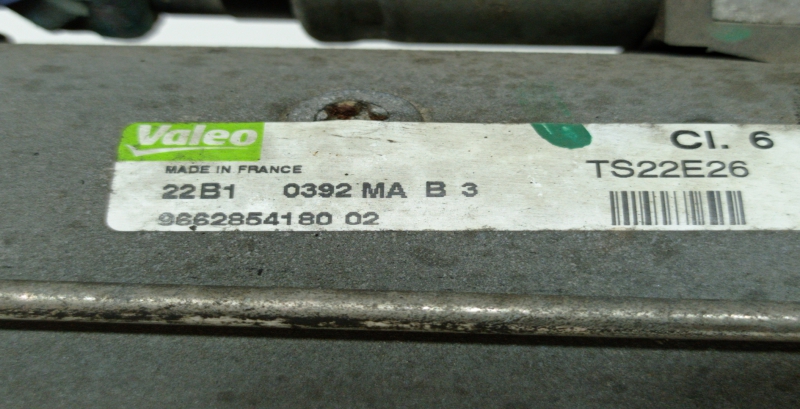 Valeo
Cl. 6
MADE IN FRANCE
TS22E26
22B1 0392 MA B 3
9662854180 02